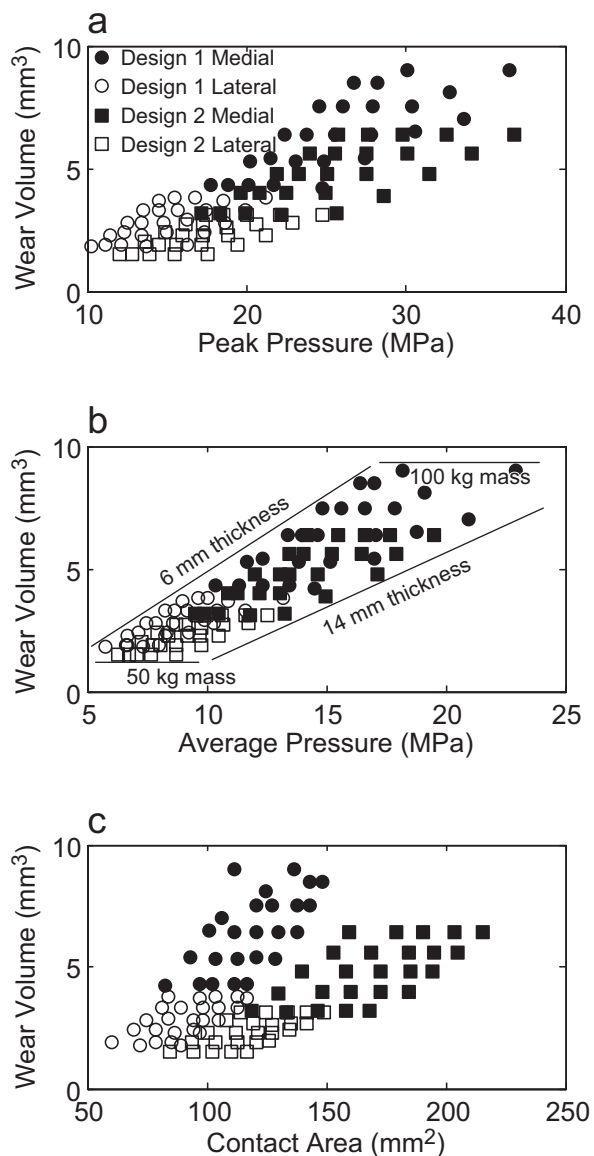 a
10
Design 1 Medial
Design 1 Lateral
Design 2 Medial
Design 2 Lateral
5
0
Wear Volume (mm³)
10 20 30 40
Peak Pressure (MPa)
b
10
100 kg mass
6 mm thickness
5
14 mm thickness
50 kg mass
0
Wear Volume (mm³)
5 10 15 20 25
Average Pressure (MPa)
c
10
5
0
Wear Volume (mm³)
50 100 150 200 250
Contact Area (mm²)